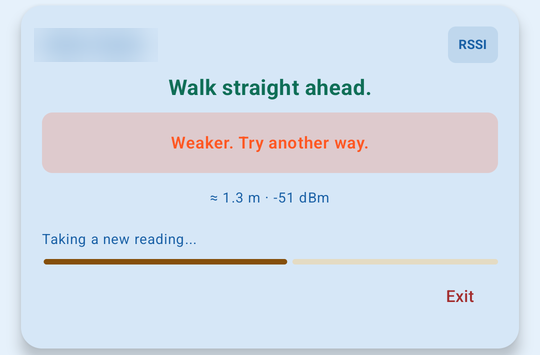 RSSI
Walk straight ahead.
Weaker. Try another way.
≈ 1.3 m · -51 dBm
Taking a new reading...
Exit